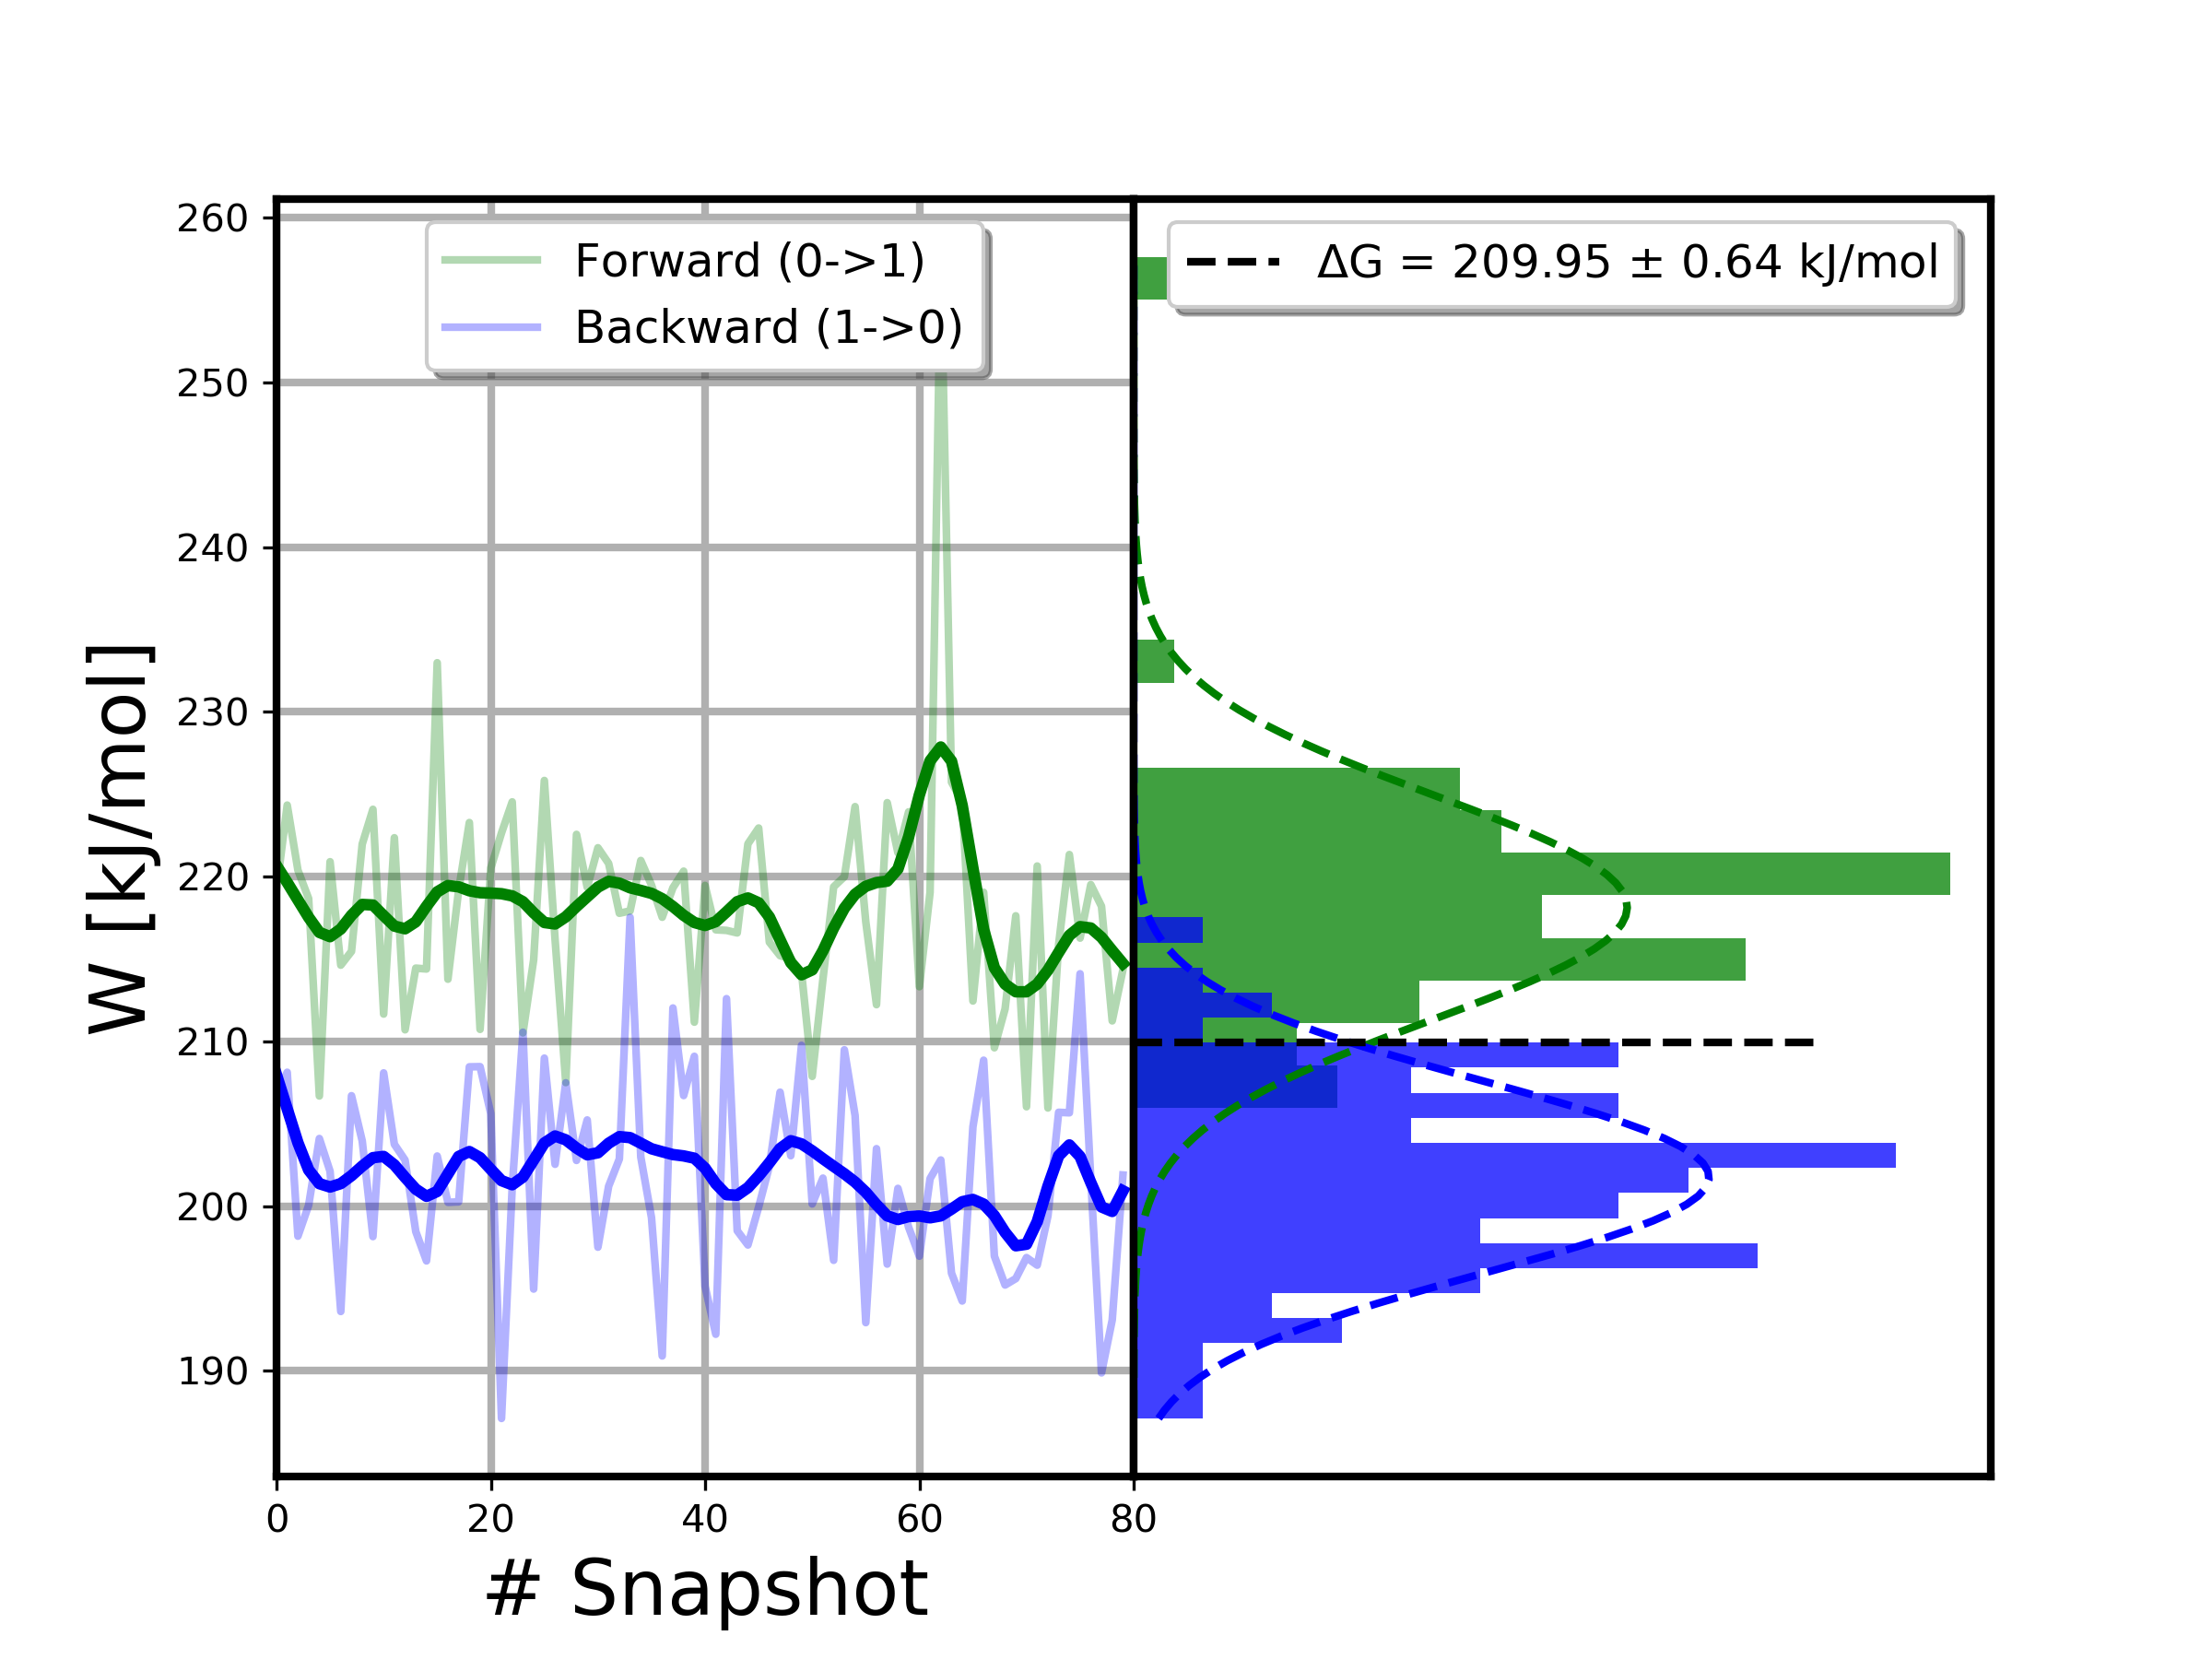 260
250
240
230
220
210
200
190
W [kJ/mol]
Forward (0->1)
Backward (1->0)
ΔG = 209.95 ± 0.64 kJ/mol
0 20 40 60 80
# Snapshot